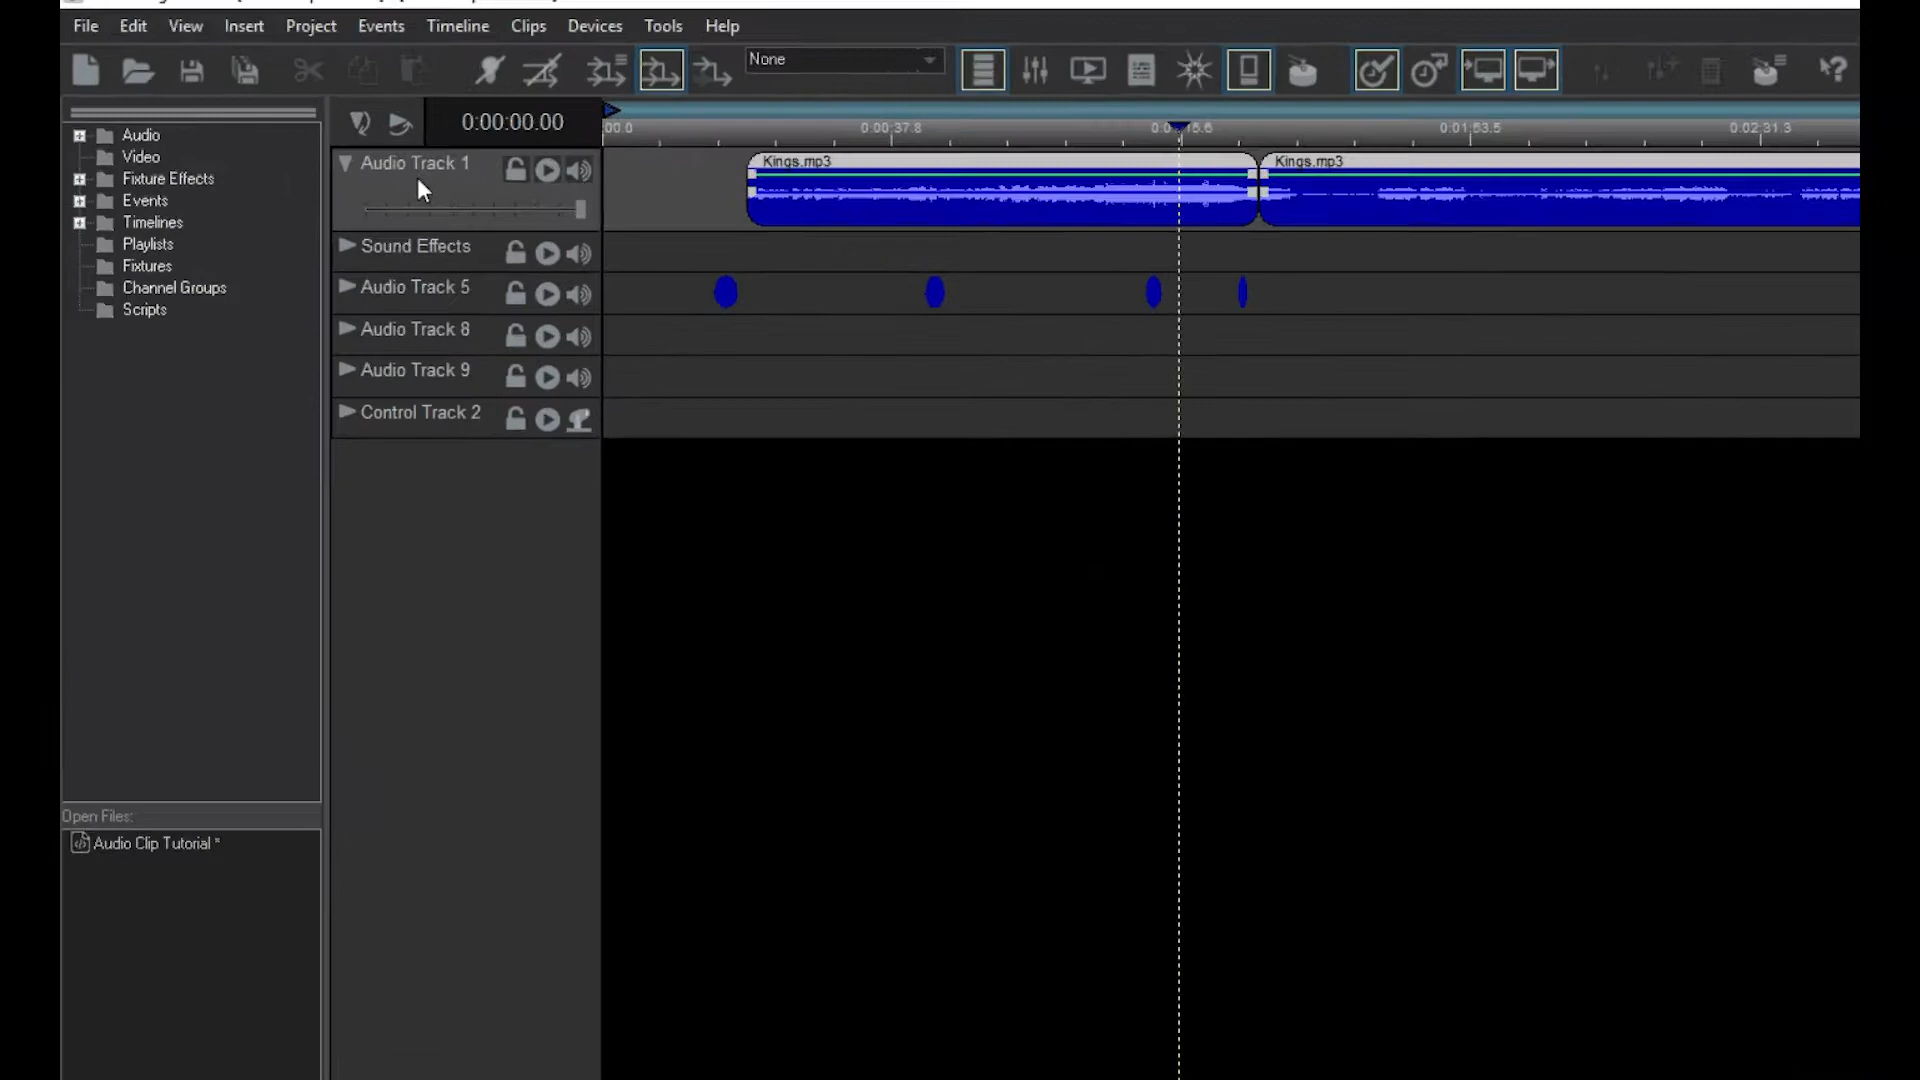 File Edit View Insert Project Events Timeline Clips Devices Tools Help
None
0:00:00.00
00.0 0:00:37.8 0:01:53.5 0:02:31.3
Audio
Video
Fixture Effects
Events
Timelines
Playlists
Fixtures
Channel Groups
Scripts
Audio Track 1
Kings.mp3 Kings.mp3
Sound Effects
Audio Track 5
Audio Track 8
Audio Track 9
Control Track 2
Open Files:
Audio Clip Tutorial *